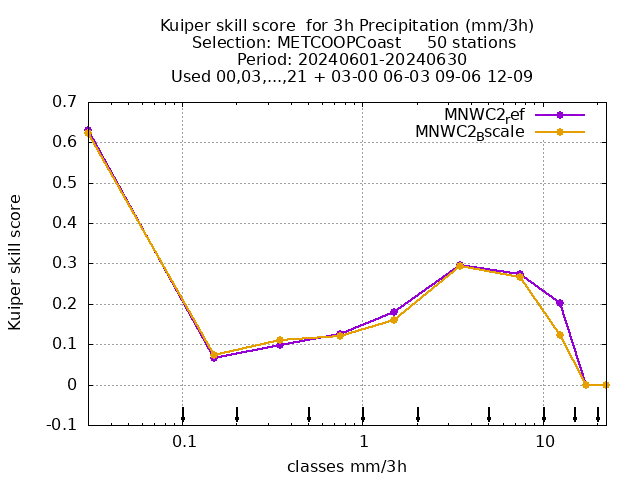 Kuiper skill score  for 3h Precipitation (mm/3h)
Selection: METCOOPCoast     50 stations
Period: 20240601-20240630
Used 00,03,...,21 + 03-00 06-03 09-06 12-09
MNWC2ref
MNWC2Bscale
Kuiper skill score
0.7
0.6
0.5
0.4
0.3
0.2
0.1
0
-0.1
0.1
1
10
classes mm/3h